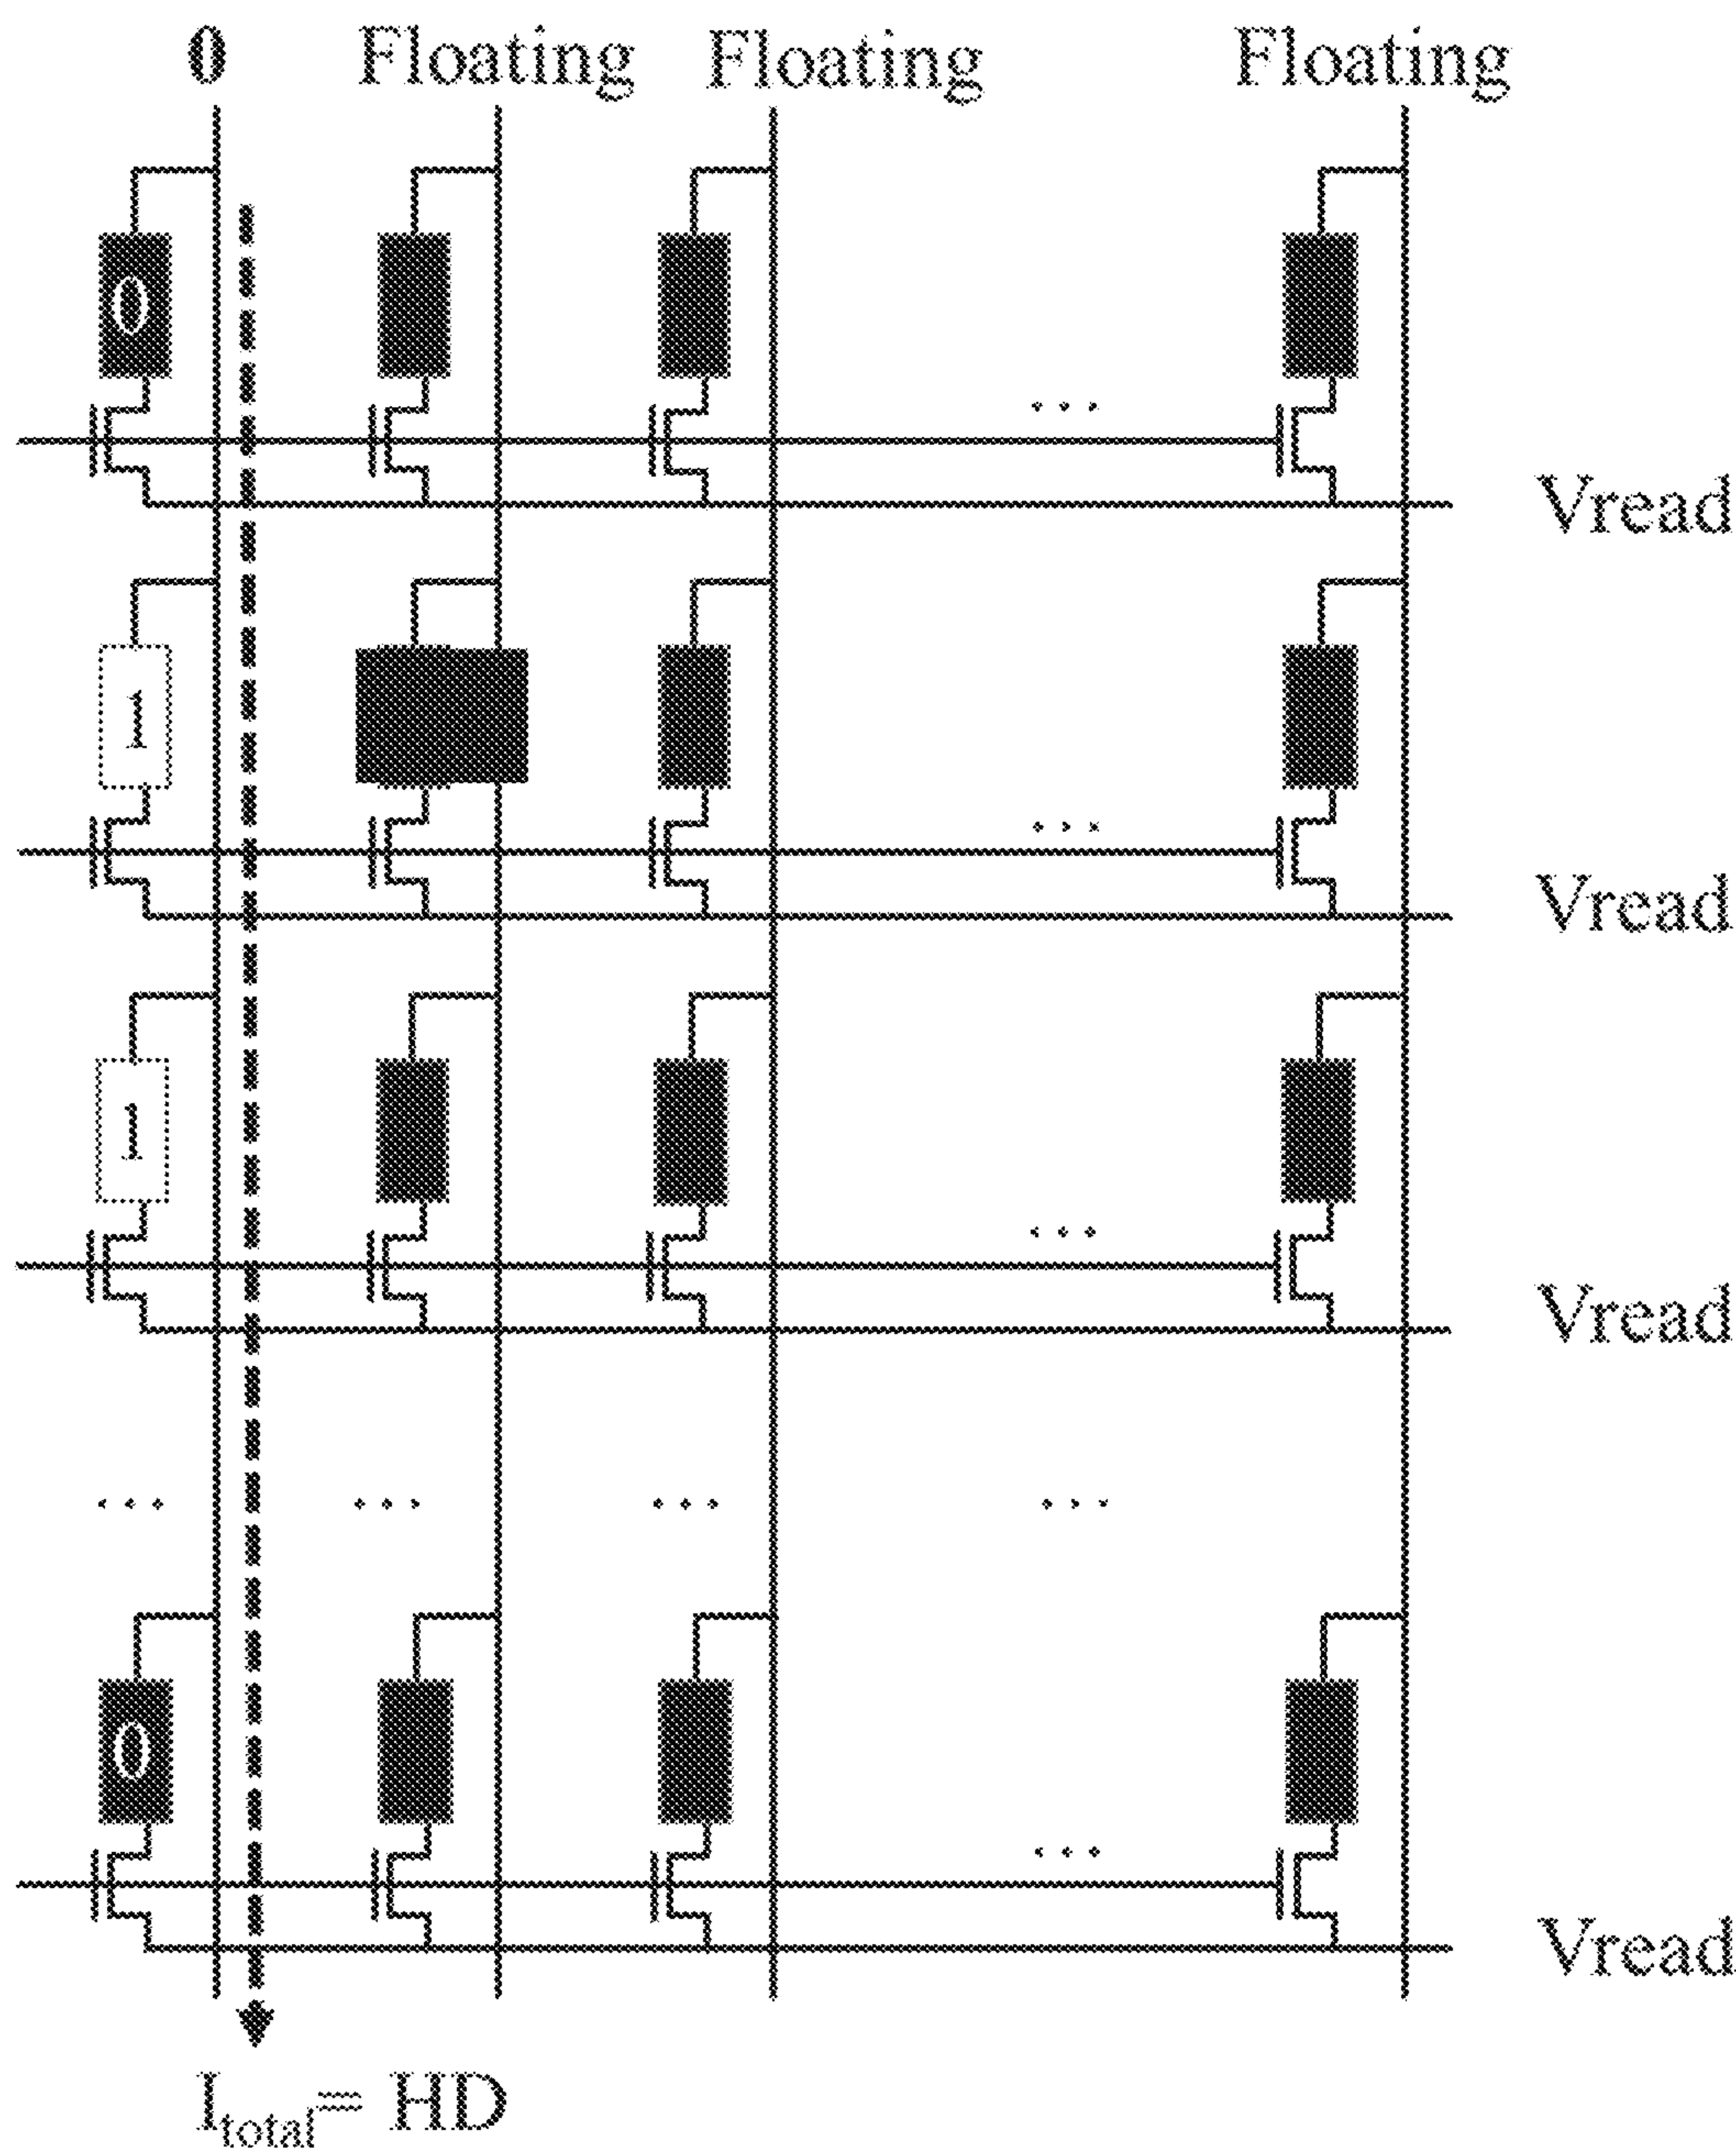 0 Floating Floating Floating
0
...
Vread
1
...
Vread
1
...
Vread
... ... ... ...
0
...
Vread
I_total = HD